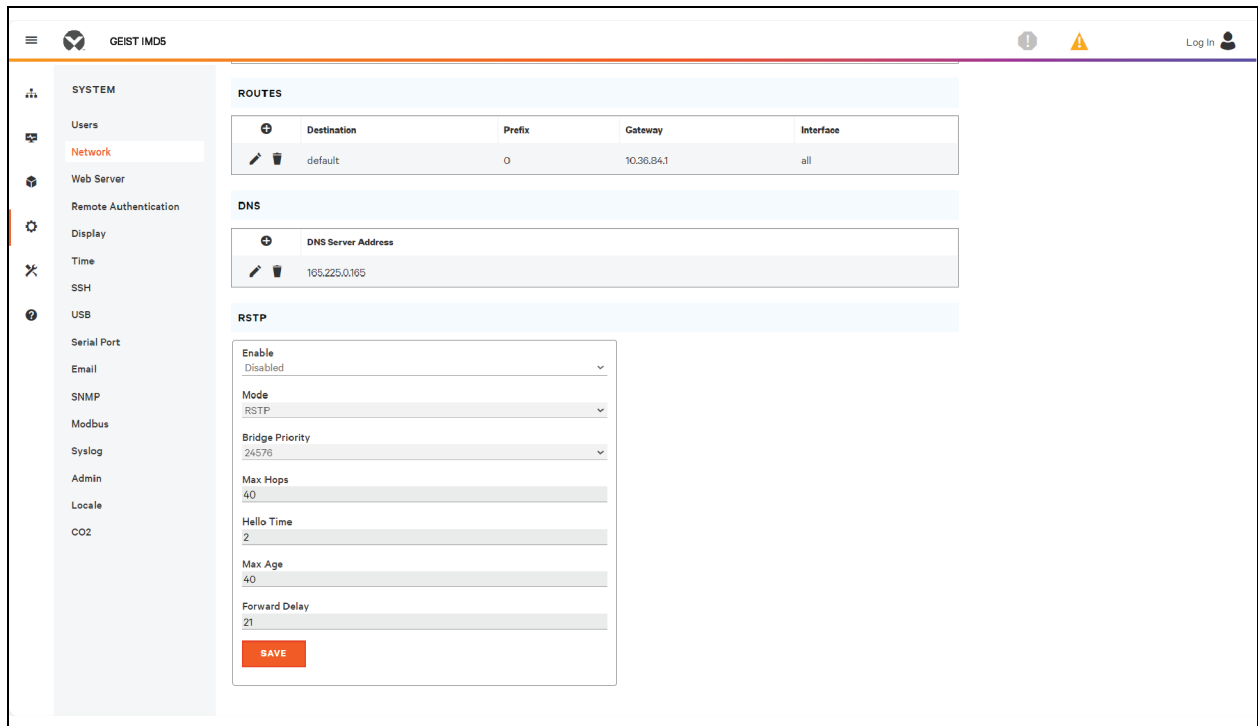 GEIST IMD5
Log In
SYSTEM
Users
Network
Web Server
Remote Authentication
Display
Time
SSH
USB
Serial Port
Email
SNMP
Modbus
Syslog
Admin
Locale
CO2
ROUTES
Destination Prefix Gateway Interface
default 0 10.36.84.1 all
DNS
DNS Server Address
165.225.0.165
RSTP
Enable
Disabled
Mode
RSTP
Bridge Priority
24576
Max Hops
40
Hello Time
2
Max Age
40
Forward Delay
21
SAVE